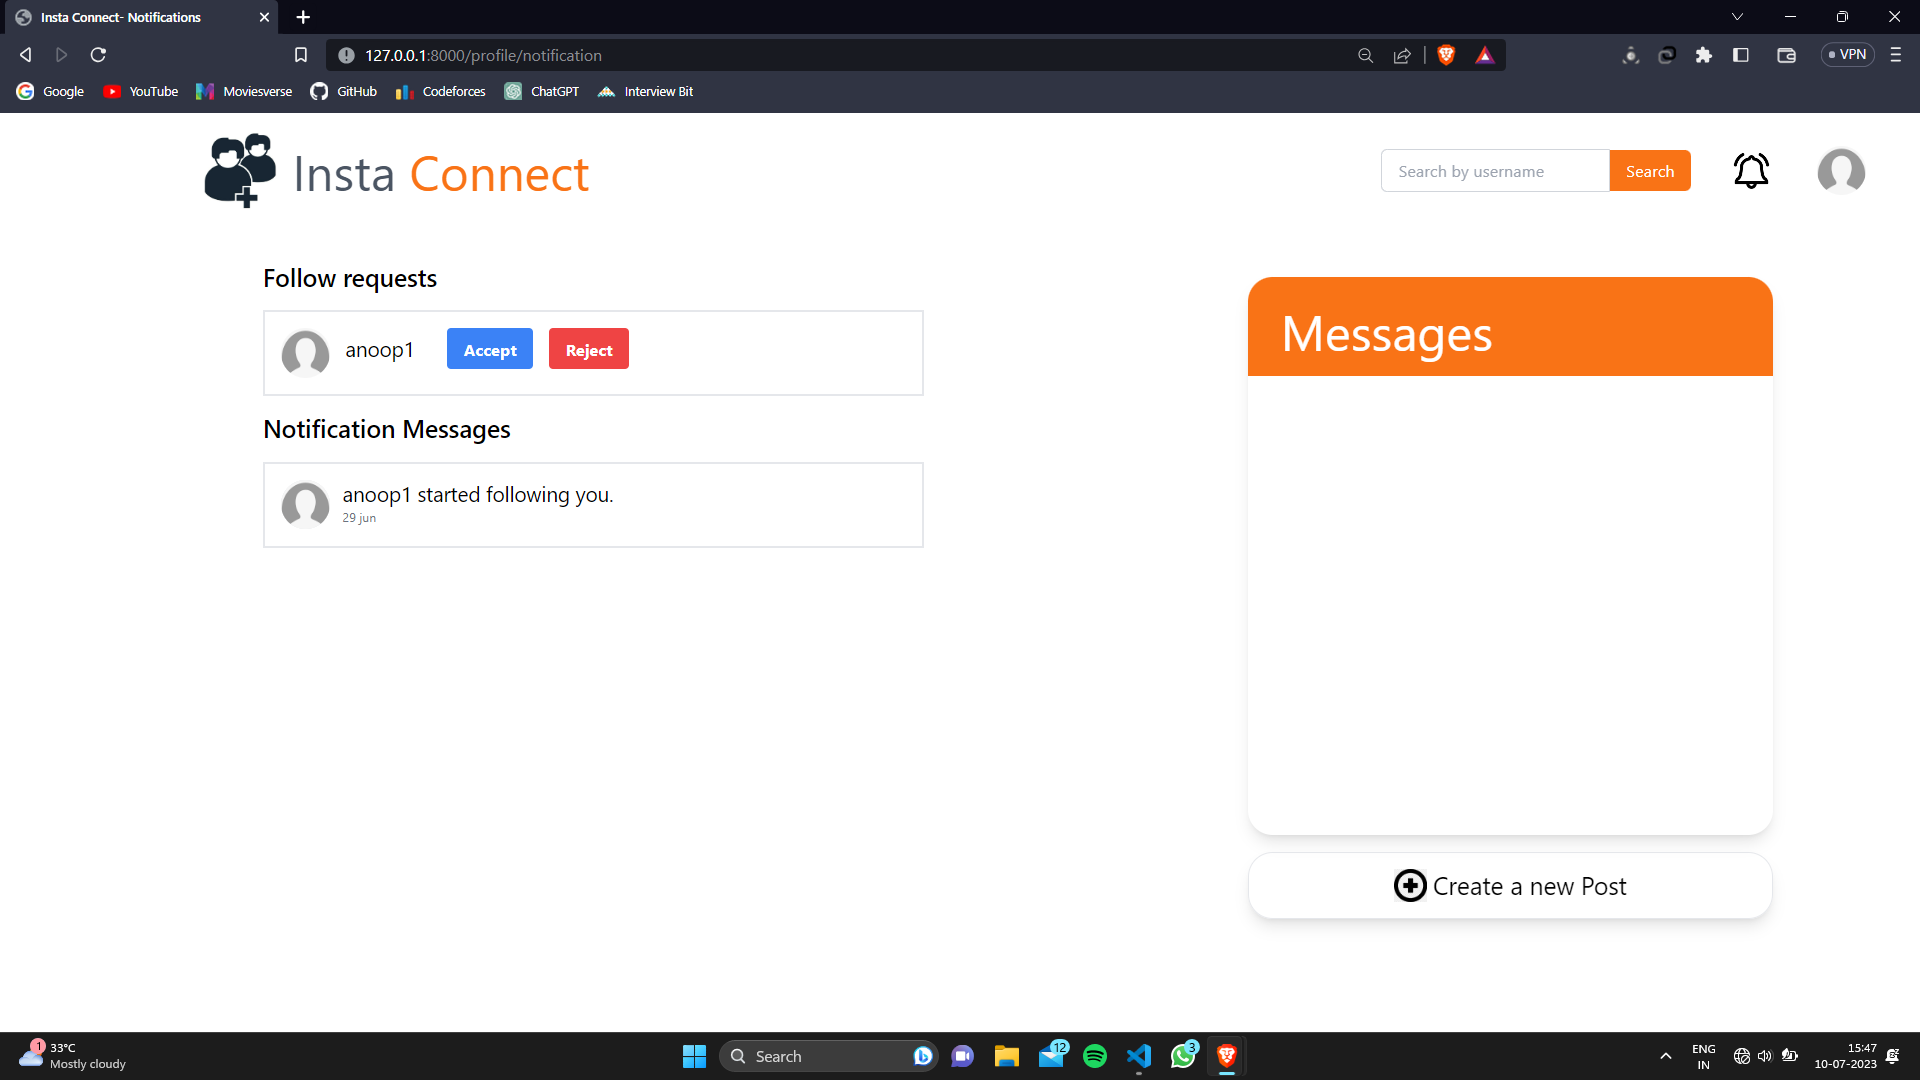 Insta Connect- Notifications
127.0.0.1:8000/profile/notification
VPN
Google YouTube Moviesverse GitHub Codeforces ChatGPT Interview Bit
Insta Connect
Search by username Search
Follow requests
anoop1 Accept Reject
Notification Messages
anoop1 started following you.
29 jun
Messages
Create a new Post
1
33°C
Mostly cloudy
Search
12
3
ENG
IN
15:47
10-07-2023